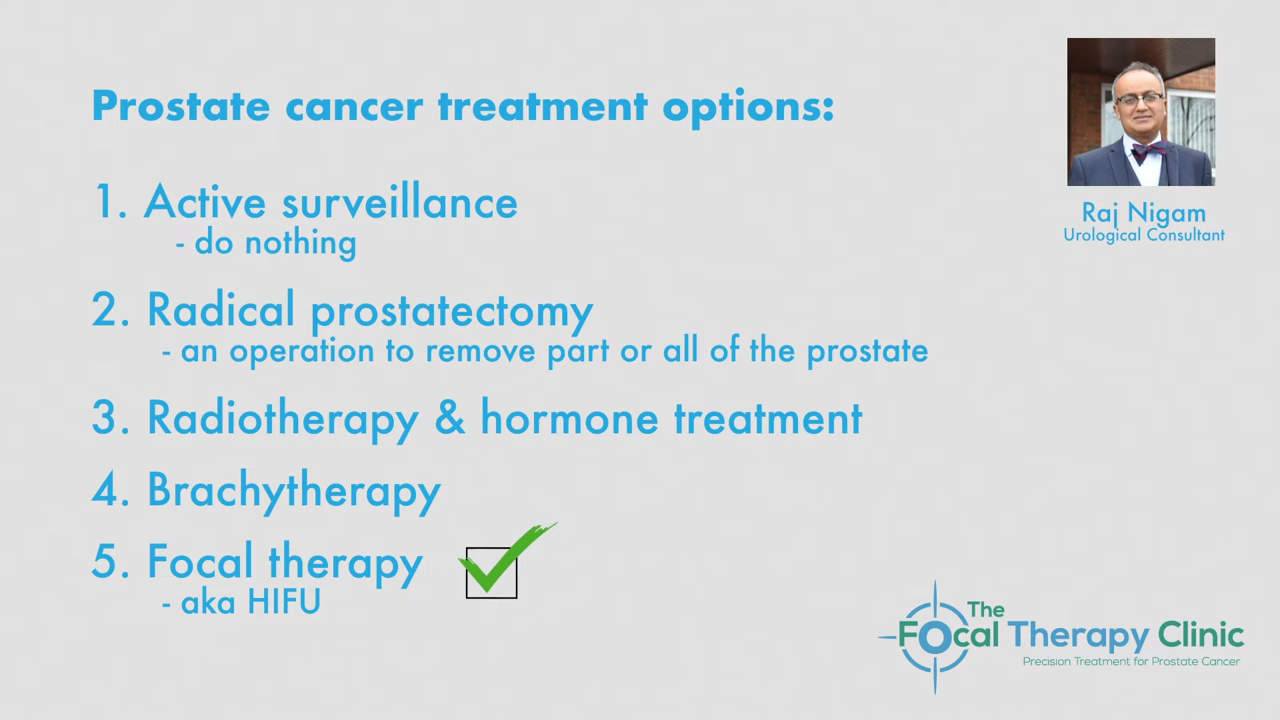 Prostate cancer treatment options:
1. Active surveillance
- do nothing
2. Radical prostatectomy
- an operation to remove part or all of the prostate
3. Radiotherapy & hormone treatment
4. Brachytherapy
5. Focal therapy
- aka HIFU
Raj Nigam
Urological Consultant
The
Focal Therapy Clinic
Precision Treatment for Prostate Cancer